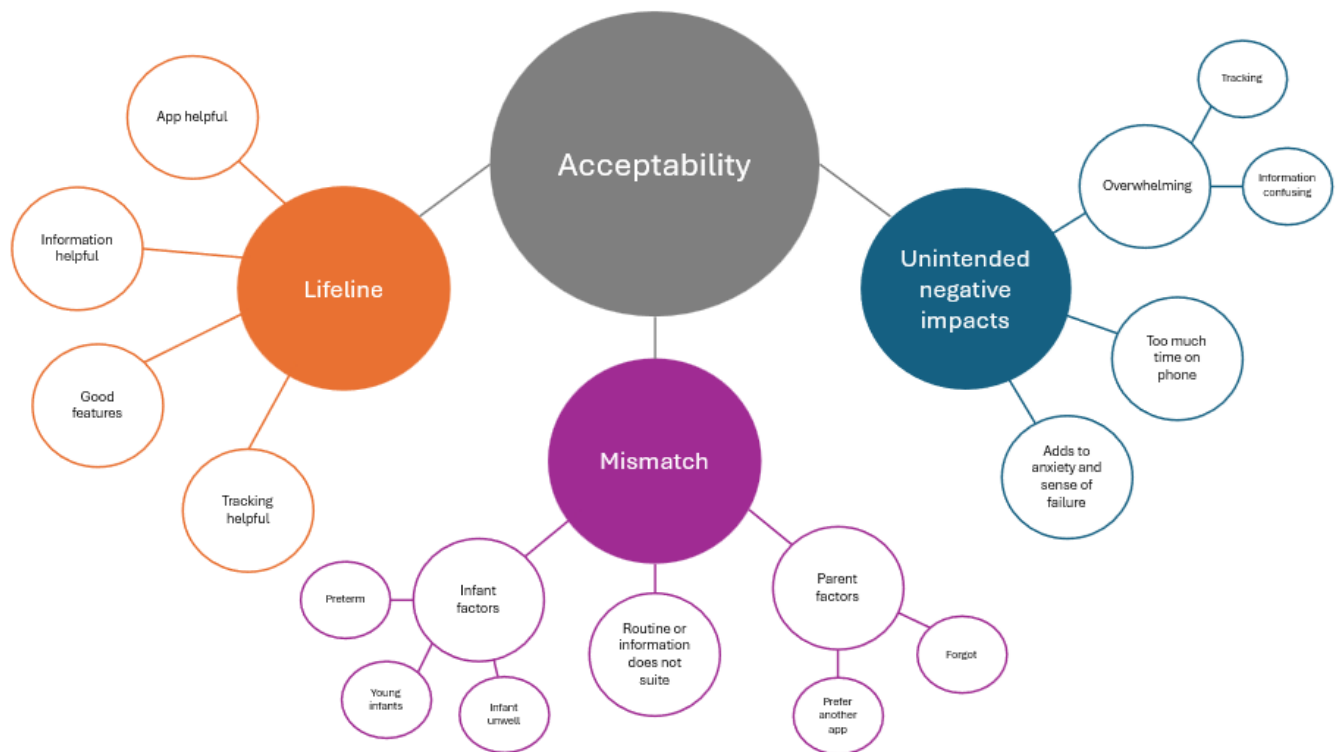 Acceptability
Lifeline
App helpful
Information
helpful
Good
features
Tracking
helpful
Mismatch
Infant
factors
Preterm
Young
infants
Infant
unwell
Routine or
information
does not
suite
Parent
factors
Prefer
another
app
Forgot
Unintended
negative
impacts
Overwhelming
Tracking
Information
confusing
Too much
time on
phone
Adds to
anxiety and
sense of
failure